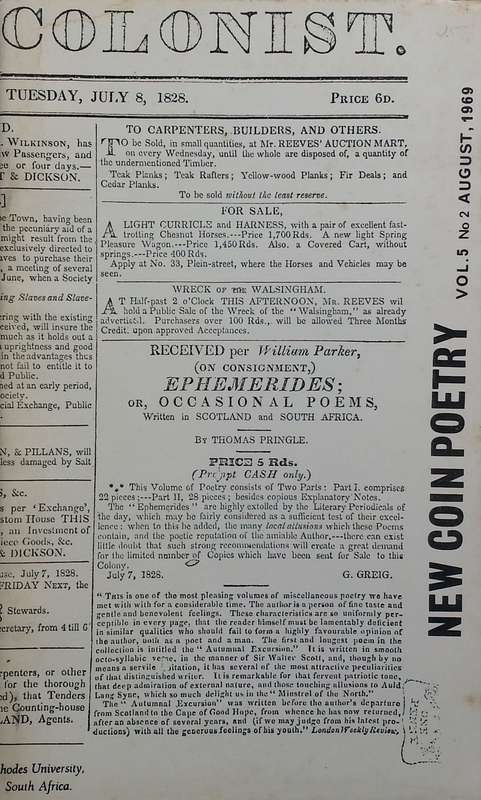 COLONIST.
TUESDAY, JULY 8, 1828.
PRICE 6D.
D.
. WILKINSON, has
w Passengers, and
ee or four days.—
T & DICKSON.
e Town, having been
the pecuniary aid of a
might result from the
exclusively directed to
aves to purchase their
, a meeting of several
June, when a Society
ing Slaves and Slave-
ering with the existing
ceived, will insure the
much as it holds out a
uprightness and good
in the advantages thus
not fail to entitle it to
d Public.
ned at an early period,
ociety.
cial Exchange, Public
N, & PILLANS, will
less damaged by Salt
S, &c.
s per 'Exchange',
stom House THIS
, an Investment of
iece Goods, &c.
& DICKSON.
use, July 7, 1828.
FRIDAY NEXT, the
Stewards.
cretary, from 4 till 6
rpenters, or other
for the thorough
d), that Tenders
he Counting-house
LAND, Agents.
hodes University.
South Africa.
TO CARPENTERS, BUILDERS, AND OTHERS.
TO be Sold, in small quantities, at Mr. REEVES' AUCTION MART,
on every Wednesday, until the whole are disposed of, a quantity of
the undermentioned Timber.
Teak Planks; Teak Rafters; Yellow-wood Planks; Fir Deals; and
Cedar Planks.
To be sold without the least reserve.
FOR SALE,
A LIGHT CURRICLE and HARNESS, with a pair of excellent fast-
trotting Chesnut Horses.---Price 1,700 Rds. A new light Spring
Pleasure Wagon.---Price 1,450 Rds. Also, a Covered Cart, without
springs.---Price 400 Rds.
Apply at No. 33, Plein-street, where the Horses and Vehicles may be
seen.
WRECK OF THE WALSINGHAM.
AT Half-past 2 o'Clock THIS AFTERNOON, Mr. REEVES wil
hold a Public Sale of the Wreck of the "Walsingham," as already
advertised. Purchasers over 100 Rds., will be allowed Three Months
Credit, upon approved Acceptances.
RECEIVED per William Parker,
(ON CONSIGNMENT,)
EPHEMERIDES;
OR, OCCASIONAL POEMS,
Written in SCOTLAND and SOUTH AFRICA.
BY THOMAS PRINGLE.
PRICE 5 Rds.
(Prompt CASH only.)
*** This Volume of Poetry consists of Two Parts: Part I. comprises
22 pieces;---Part II, 28 pieces; besides copious Explanatory Notes.
The "Ephemerides" are highly extolled by the Literary Periodicals of
the day, which may be fairly considered as a sufficient test of their excel-
lence: when to this be added, the many local allusions which these Poems
contain, and the poetic reputation of the amiable Author,---there can exist
little doubt that such strong recommendations will create a great demand
for the limited number of Copies which have been sent for Sale to this
Colony.
July 7, 1828. G. GREIG.
"THIS is one of the most pleasing volumes of miscellaneous poetry we have
met with for a considerable time. The author is a person of fine taste and
gentle and benevolent feelings. These characteristics are so uniformly per-
ceptible in every page, that the reader himself must be lamentably deficient
in similar qualities who should fail to form a highly favourable opinion of
the author, both as a poet and a man. The first and longest poem in the
collection is intitled the "Autumnal Excursion." It is written in smooth
octo-syllabic verse, in the manner of Sir Walter Scott, and, though by no
means a servile imitation, it has several of the most attractive peculiarities
of that distinguished writer. It is remarkable for that fervent patriotic tone,
that deep admiration of external nature, and those touching allusions to Auld
Lang Syne, which so much delight us in the "Minstrel of the North."
The "Autumnal Excursion" was written before the author's departure
from Scotland to the Cape of Good Hope, from whence he has now returned,
after an absence of several years, and (if we may judge from his latest pro-
ductions) with all the generous feelings of his youth." London Weekly Review,
NEW COIN POETRY
VOL. 5 No 2 AUGUST, 1969